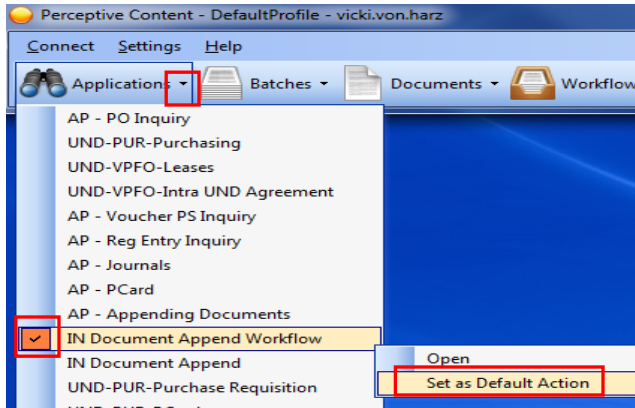 Perceptive Content - DefaultProfile - vicki.von.harz
Connect Settings Help
Applications Batches Documents Workflow
AP - PO Inquiry
UND-PUR-Purchasing
UND-VPFO-Leases
UND-VPFO-Intra UND Agreement
AP - Voucher PS Inquiry
AP - Reg Entry Inquiry
AP - Journals
AP - PCard
AP - Appending Documents
IN Document Append Workflow
IN Document Append
Open
UND-PUR-Purchase Requisition
Set as Default Action